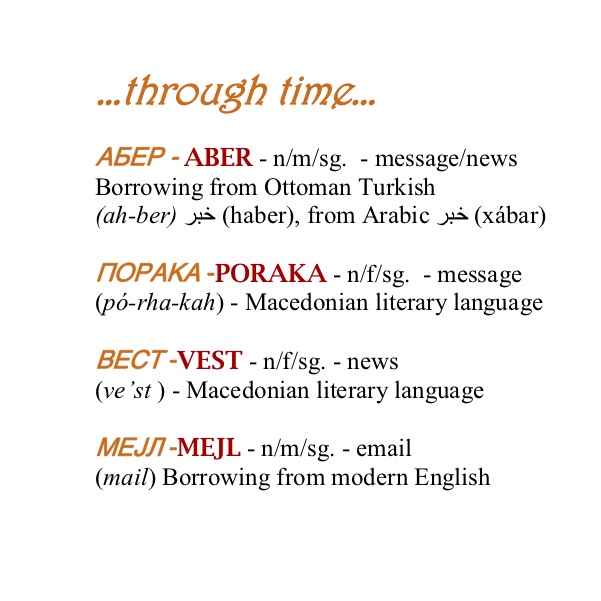 ...through time...
АБЕР - ABER - n/m/sg. - message/news
Borrowing from Ottoman Turkish
(ah-ber) خبر (haber), from Arabic خبر (xábar)
ПОРАКА -PORAKA - n/f/sg. - message
(pó-rha-kah) - Macedonian literary language
ВЕСТ -VEST - n/f/sg. - news
(ve’st ) - Macedonian literary language
МЕЈЛ -MEJL - n/m/sg. - email
(mail) Borrowing from modern English